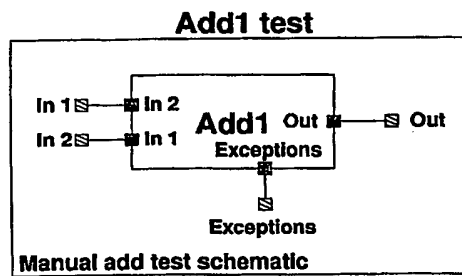 Add1 test
In 1 In 2
In 2 In 1
Add1 Out Out
Exceptions
Exceptions
Manual add test schematic